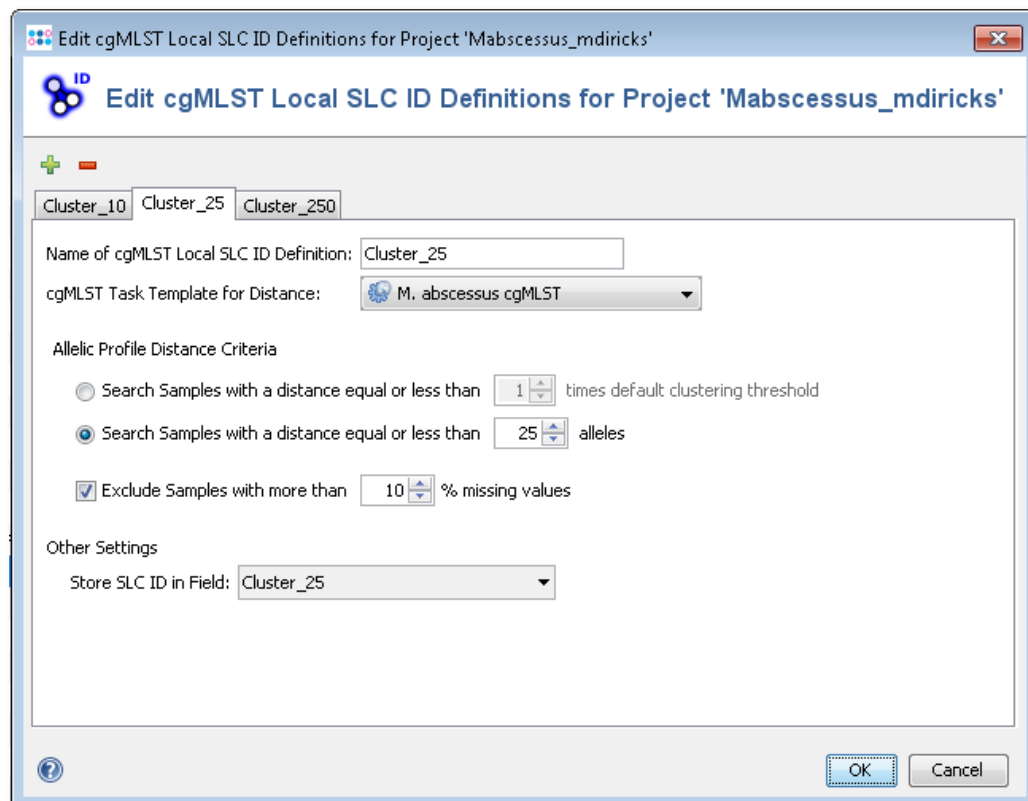 Edit cgMLST Local SLC ID Definitions for Project 'Mabscessus_mdiricks'
ID
Edit cgMLST Local SLC ID Definitions for Project 'Mabscessus_mdiricks'
Cluster_10 Cluster_25 Cluster_250
Name of cgMLST Local SLC ID Definition: Cluster_25
cgMLST Task Template for Distance: M. abscessus cgMLST
Allelic Profile Distance Criteria
Search Samples with a distance equal or less than 1 times default clustering threshold
Search Samples with a distance equal or less than 25 alleles
Exclude Samples with more than 10 % missing values
Other Settings
Store SLC ID in Field: Cluster_25
? OK Cancel